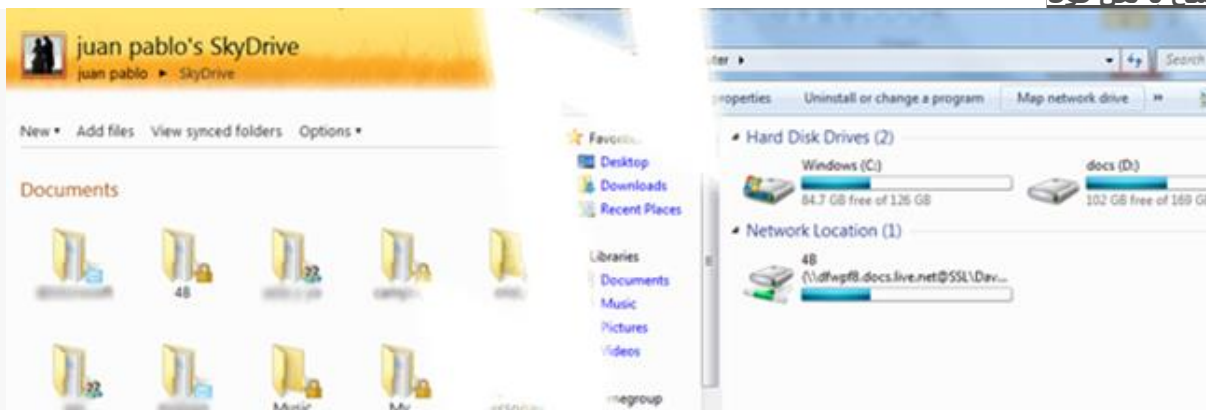 juan pablo's SkyDrive
juan pablo ▸ SkyDrive
New ▾ Add files View synced folders Options ▾
Documents
48
Music
My
Desktop
Downloads
Recent Places
Libraries
Documents
Music
Pictures
Videos
Search
Uninstall or change a program Map network drive »
Hard Disk Drives (2)
Windows (C:)
84.7 GB free of 126 GB
docs (D:)
102 GB free of 169
Network Location (1)
48
(\\dfwpf8.docs.live.net@SSL\Dav...